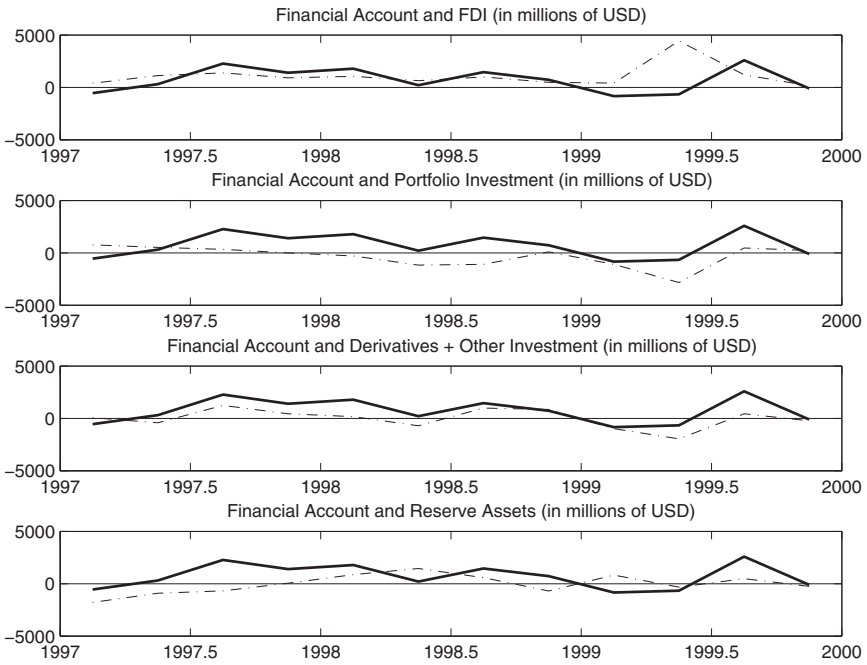 Financial Account and FDI (in millions of USD)
5000
0
−5000
1997 1997.5 1998 1998.5 1999 1999.5 2000
Financial Account and Portfolio Investment (in millions of USD)
5000
0
−5000
1997 1997.5 1998 1998.5 1999 1999.5 2000
Financial Account and Derivatives + Other Investment (in millions of USD)
5000
0
−5000
1997 1997.5 1998 1998.5 1999 1999.5 2000
Financial Account and Reserve Assets (in millions of USD)
5000
0
−5000
1997 1997.5 1998 1998.5 1999 1999.5 2000